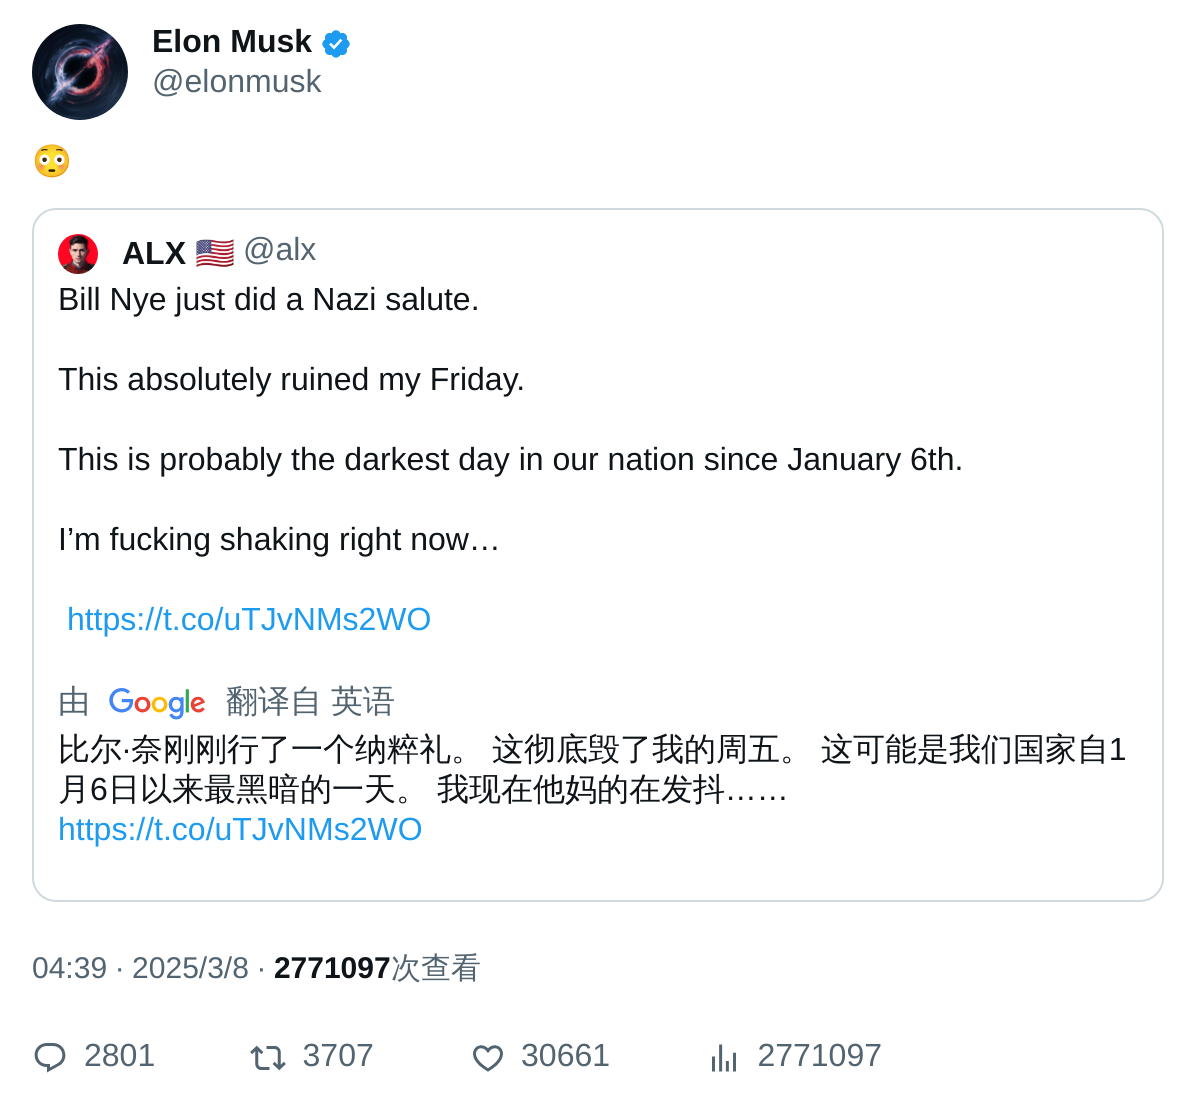 Elon Musk
@elonmusk
😳
ALX 🇺🇸 @alx
Bill Nye just did a Nazi salute.
This absolutely ruined my Friday.
This is probably the darkest day in our nation since January 6th.
I’m fucking shaking right now…
https://t.co/uTJvNMs2WO
由 Google 翻译自 英语
比尔·奈刚刚行了一个纳粹礼。 这彻底毁了我的周五。 这可能是我们国家自1
月6日以来最黑暗的一天。 我现在他妈的在发抖……
https://t.co/uTJvNMs2WO
04:39 · 2025/3/8 · 2771097次查看
2801 3707 30661 2771097